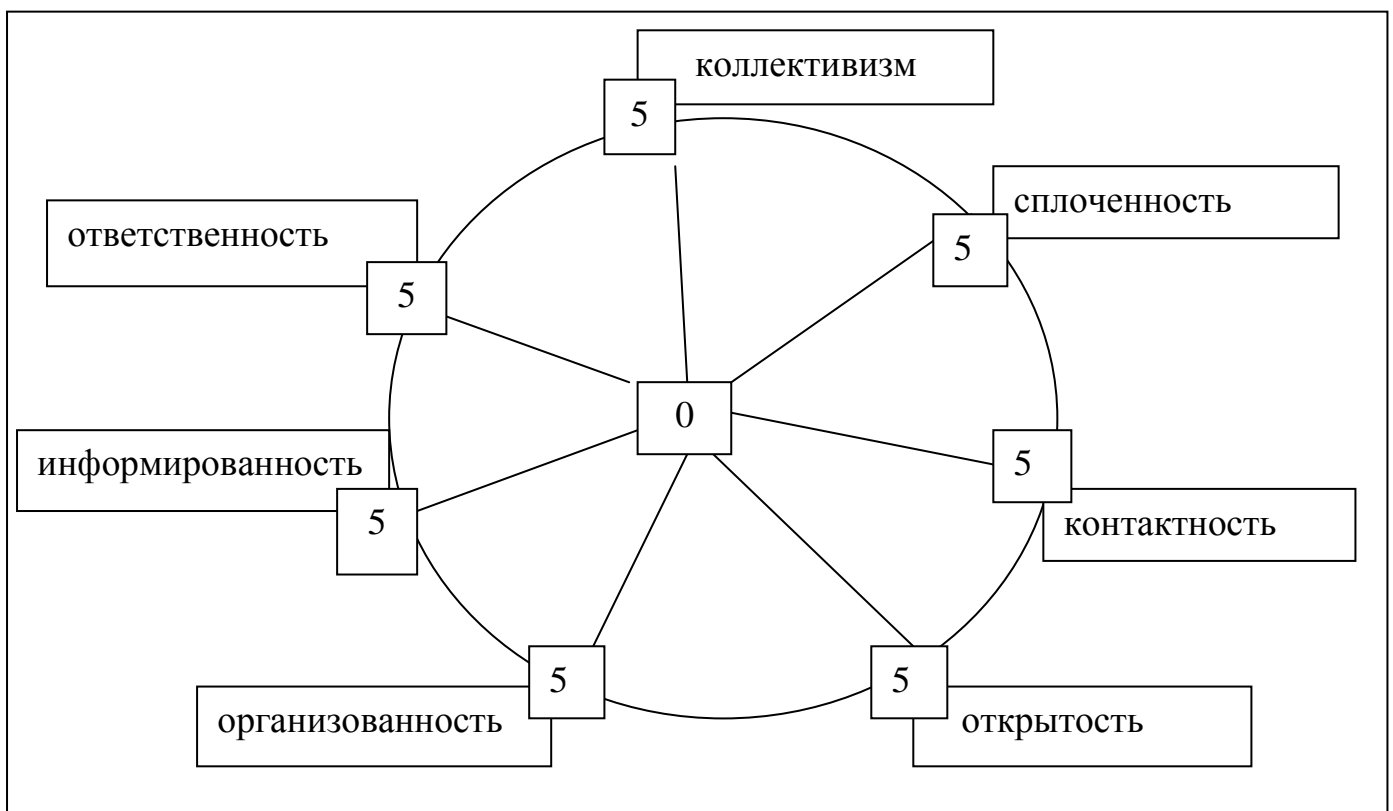 коллективизм
5
сплоченность
5
ответственность
5
0
информированность
5
5
контактность
5
организованность
5
открытость